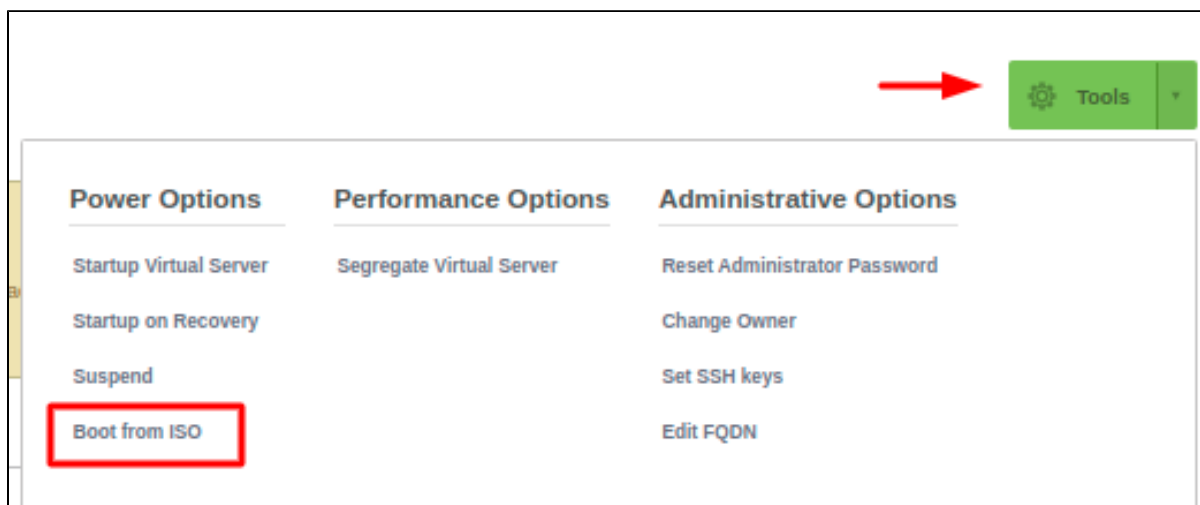 Tools
Power Options
Performance Options
Administrative Options
Startup Virtual Server
Segregate Virtual Server
Reset Administrator Password
Startup on Recovery
Change Owner
Suspend
Set SSH keys
Boot from ISO
Edit FQDN